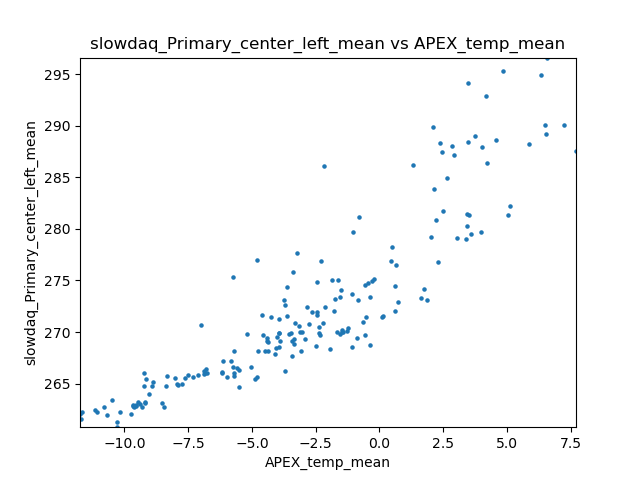 slowdaq_Primary_center_left_mean vs APEX_temp_mean
slowdaq_Primary_center_left_mean
295
290
285
280
275
270
265
−10.0 −7.5 −5.0 −2.5 0.0 2.5 5.0 7.5
APEX_temp_mean